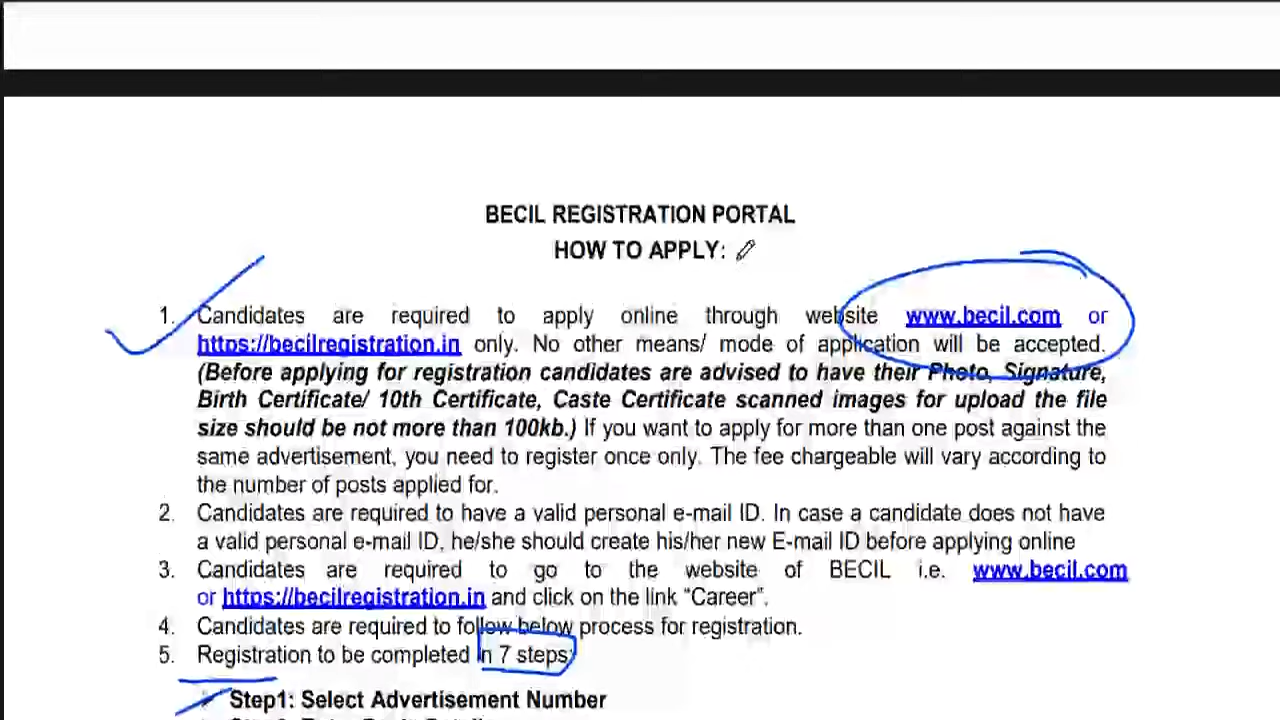 BECIL REGISTRATION PORTAL
HOW TO APPLY:
1. Candidates are required to apply online through website www.becil.com or
https://becilregistration.in only. No other means/ mode of application will be accepted.
(Before applying for registration candidates are advised to have their Photo, Signature,
Birth Certificate/ 10th Certificate, Caste Certificate scanned images for upload the file
size should be not more than 100kb.) If you want to apply for more than one post against the
same advertisement, you need to register once only. The fee chargeable will vary according to
the number of posts applied for.
2. Candidates are required to have a valid personal e-mail ID. In case a candidate does not have
a valid personal e-mail ID, he/she should create his/her new E-mail ID before applying online
3. Candidates are required to go to the website of BECIL i.e. www.becil.com
or https://becilregistration.in and click on the link “Career”.
4. Candidates are required to follow below process for registration.
5. Registration to be completed in 7 steps:
Step1: Select Advertisement Number